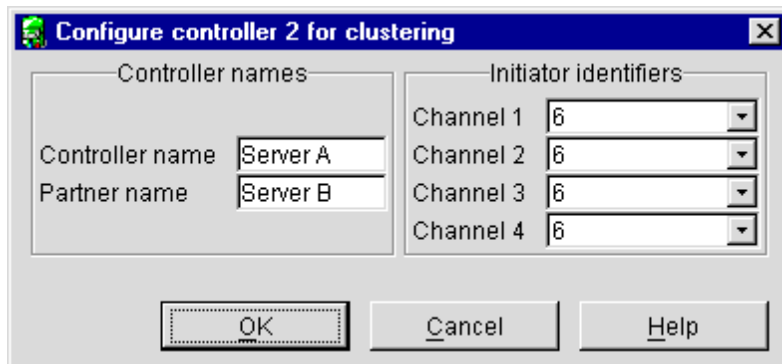 Configure controller 2 for clustering
Controller names
Controller name Server A
Partner name Server B
Initiator identifiers
Channel 1 6
Channel 2 6
Channel 3 6
Channel 4 6
OK Cancel Help